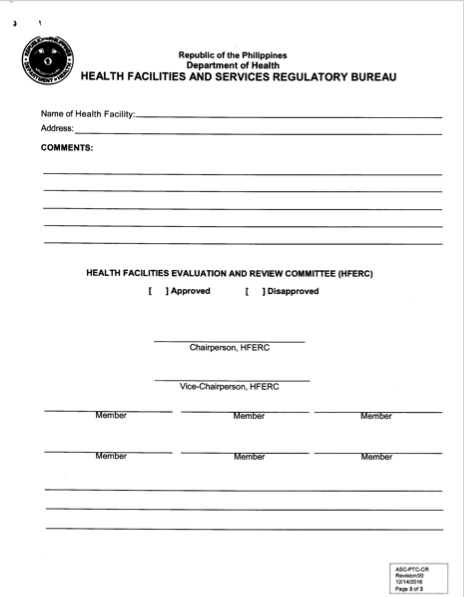 Republic of the Philippines
Department of Health
HEALTH FACILITIES AND SERVICES REGULATORY BUREAU
Name of Health Facility:
Address:
COMMENTS:
HEALTH FACILITIES EVALUATION AND REVIEW COMMITTEE (HFERC)
[ ] Approved [ ] Disapproved
Chairperson, HFERC
Vice-Chairperson, HFERC
Member Member Member
Member Member Member
ASC-PTC-CR
Revision:00
12/14/2016
Page 3 of 3